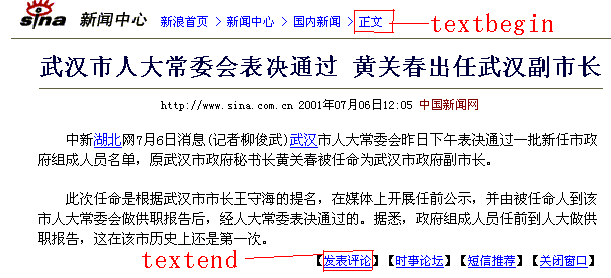 sina 新闻中心 新浪首页 > 新闻中心 > 国内新闻 > 正文 textbegin
武汉市人大常委会表决通过 黄关春出任武汉副市长
http://www.sina.com.cn 2001年07月06日12:05 中国新闻网
中新湖北网7月6日消息(记者柳俊武)武汉市人大常委会昨日下午表决通过一批新任市政
府组成人员名单，原武汉市政府秘书长黄关春被任命为武汉市政府副市长。
此次任命是根据武汉市市长王守海的提名，在媒体上开展任前公示，并由被任命人到该
市人大常委会做供职报告后，经人大常委表决通过的。据悉，政府组成人员任前到人大做供
职报告，这在该市历史上还是第一次。
textend 【发表评论】【时事论坛】【短信推荐】【关闭窗口】